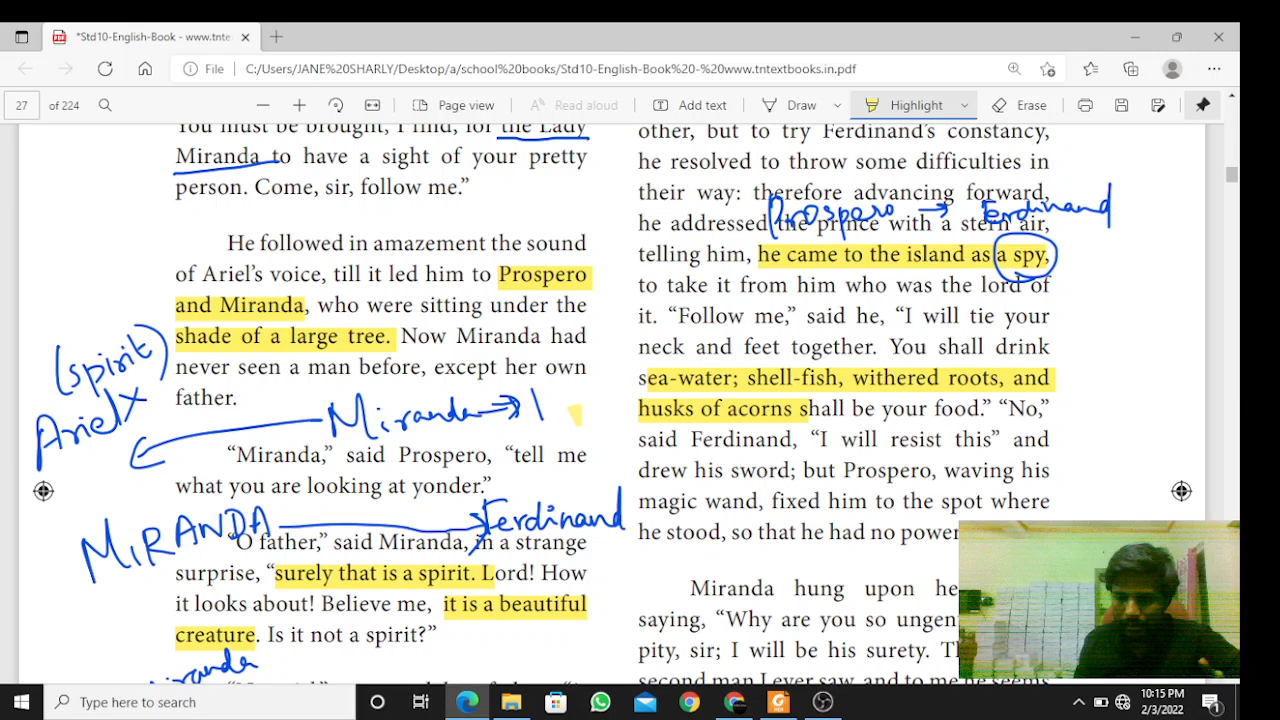 *Std10-English-Book - www.tnte
File C:/Users/JANE%20SHARLY/Desktop/a/school%20books/Std10-English-Book%20-%20www.tntextbooks.in.pdf
27 of 224 Page view Read aloud Add text Draw Highlight Erase
You must be brought, I find, for the Lady
Miranda to have a sight of your pretty
person. Come, sir, follow me.”
He followed in amazement the sound
of Ariel’s voice, till it led him to Prospero
and Miranda, who were sitting under the
shade of a large tree. Now Miranda had
never seen a man before, except her own
father.
(spirit)
Ariel
Miranda → 1
“Miranda,” said Prospero, “tell me
what you are looking at yonder.”
MIRANDA Ferdinand
“O father,” said Miranda, in a strange
surprise, “surely that is a spirit. Lord! How
it looks about! Believe me, it is a beautiful
creature. Is it not a spirit?”
other, but to try Ferdinand’s constancy,
he resolved to throw some difficulties in
their way: therefore advancing forward,
Prospero → Ferdinand
he addressed the prince with a stern air,
telling him, he came to the island as a spy,
to take it from him who was the lord of
it. “Follow me,” said he, “I will tie your
neck and feet together. You shall drink
sea-water; shell-fish, withered roots, and
husks of acorns shall be your food.” “No,”
said Ferdinand, “I will resist this” and
drew his sword; but Prospero, waving his
magic wand, fixed him to the spot where
he stood, so that he had no power
Miranda hung upon he
saying, “Why are you so ungen
pity, sir; I will be his surety. T
second man I ever saw, and to me he seems
Type here to search
10:15 PM
2/3/2022